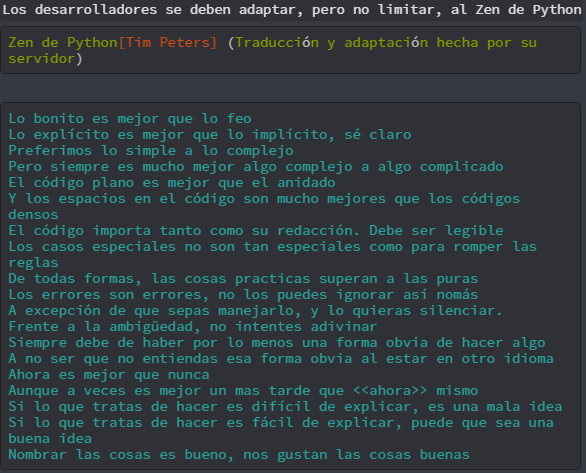 Los desarrolladores se deben adaptar, pero no limitar, al Zen de Python
Zen de Python[Tim Peters] (Traducción y adaptación hecha por su
servidor)
Lo bonito es mejor que lo feo
Lo explícito es mejor que lo implícito, sé claro
Preferimos lo simple a lo complejo
Pero siempre es mucho mejor algo complejo a algo complicado
El código plano es mejor que el anidado
Y los espacios en el código son mucho mejores que los códigos
densos
El código importa tanto como su redacción. Debe ser legible
Los casos especiales no son tan especiales como para romper las
reglas
De todas formas, las cosas practicas superan a las puras
Los errores son errores, no los puedes ignorar así nomás
A excepción de que sepas manejarlo, y lo quieras silenciar.
Frente a la ambigüedad, no intentes adivinar
Siempre debe de haber por lo menos una forma obvia de hacer algo
A no ser que no entiendas esa forma obvia al estar en otro idioma
Ahora es mejor que nunca
Aunque a veces es mejor un mas tarde que <<ahora>> mismo
Si lo que tratas de hacer es difícil de explicar, es una mala idea
Si lo que tratas de hacer es fácil de explicar, puede que sea una
buena idea
Nombrar las cosas es bueno, nos gustan las cosas buenas